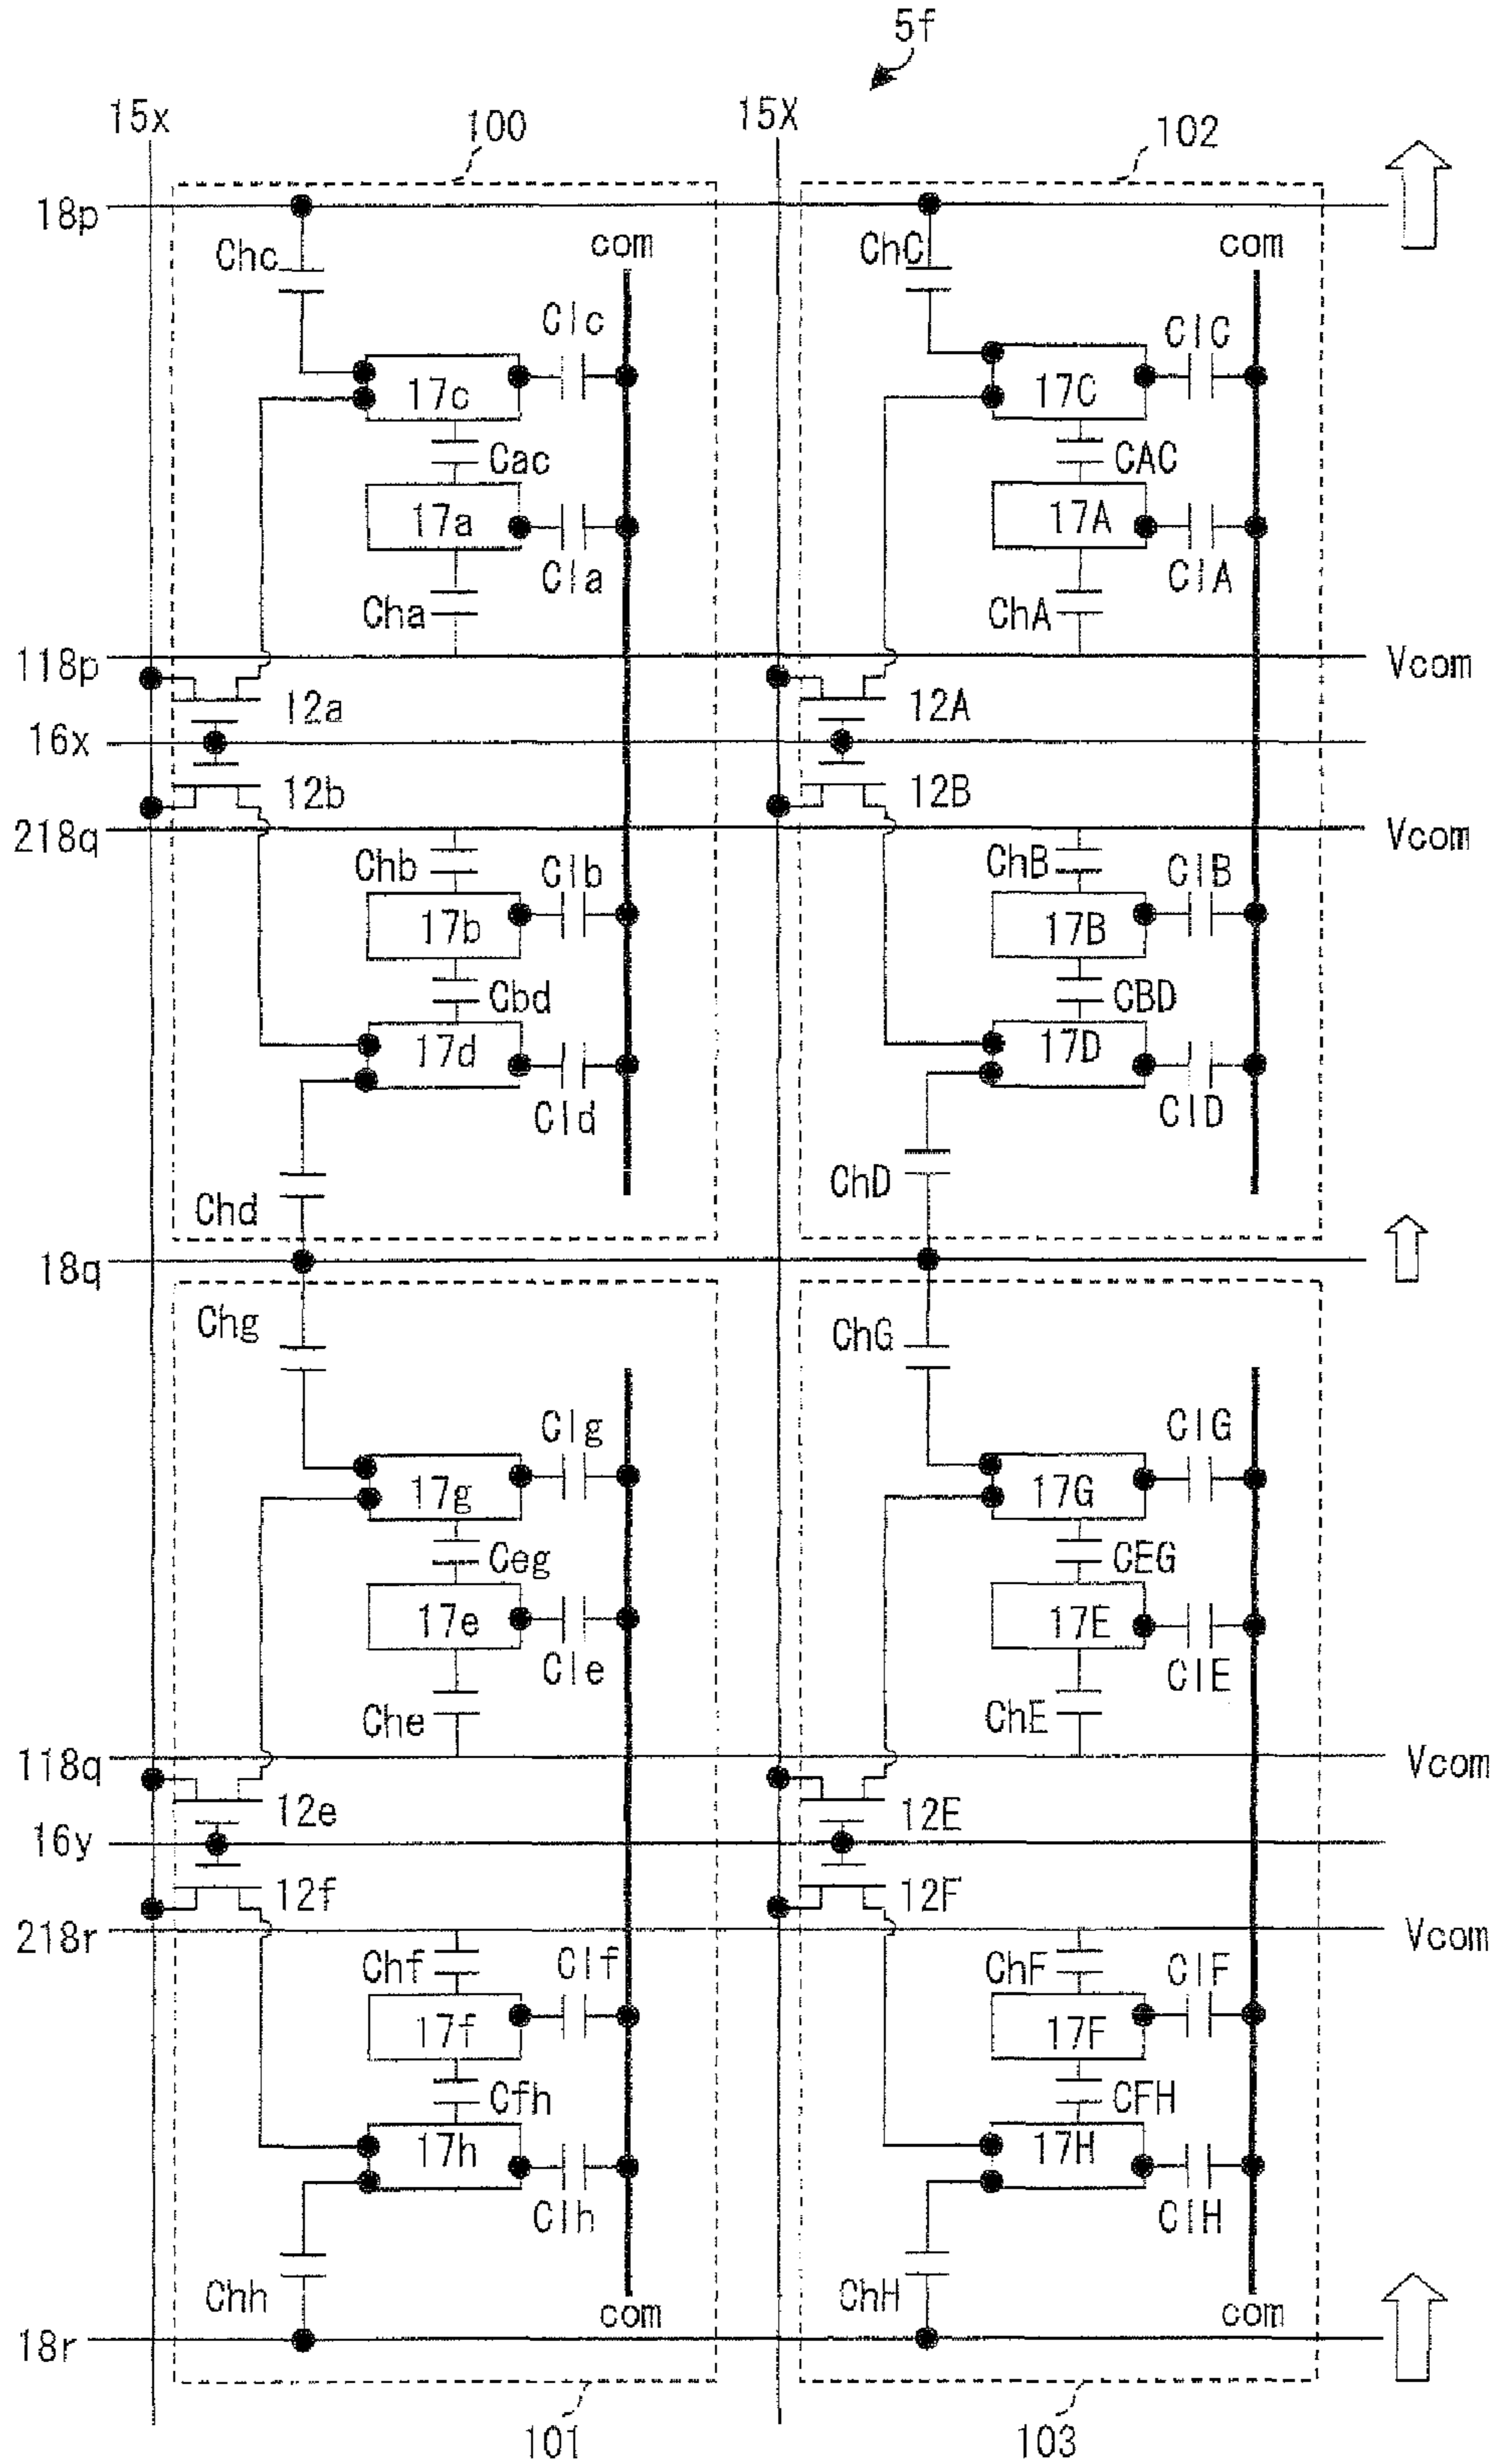 5f
15x
15X
100
102
18p
Chc
com
ChC
com
Clc
ClC
17c
17C
Cac
CAC
17a
17A
Cla
ClA
Cha
ChA
118p
Vcom
12a
12A
16x
12b
12B
218q
Vcom
Chb
Clb
ChB
ClB
17b
17B
Cbd
CBD
17d
17D
Cld
ClD
Chd
ChD
18q
Chg
ChG
Clg
ClG
17g
17G
Ceg
CEG
17e
17E
Cle
ClE
Che
ChE
118q
Vcom
12e
12E
16y
12f
12F
218r
Vcom
Chf
Clf
ChF
ClF
17f
17F
Cfh
CFH
17h
17H
Clh
ClH
Chh
ChH
com
com
18r
101
103